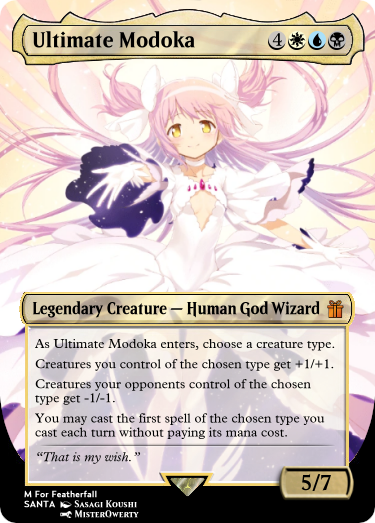 Ultimate Modoka 4
Legendary Creature — Human God Wizard
As Ultimate Modoka enters, choose a creature type.
Creatures you control of the chosen type get +1/+1.
Creatures your opponents control of the chosen
type get -1/-1.
You may cast the first spell of the chosen type you
cast each turn without paying its mana cost.
“That is my wish.”
5/7
M For Featherfall
SANTA Sasagi Koushi
MisterOwerty